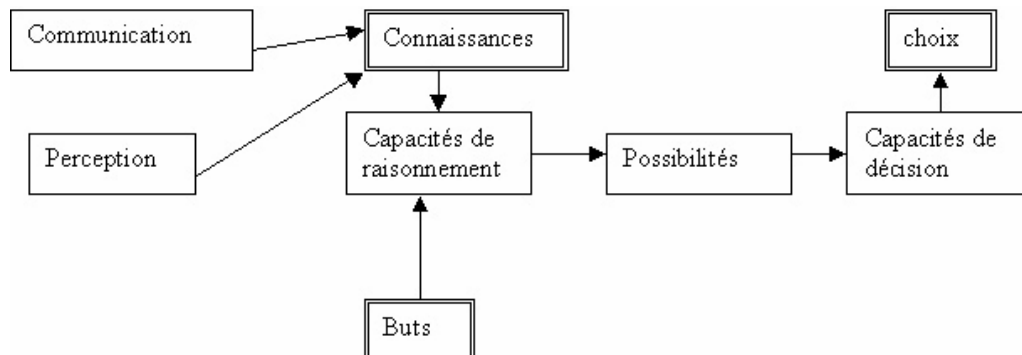 Communication
Connaissances
choix
Perception
Capacités de
raisonnement
Possibilités
Capacités de
décision
Buts